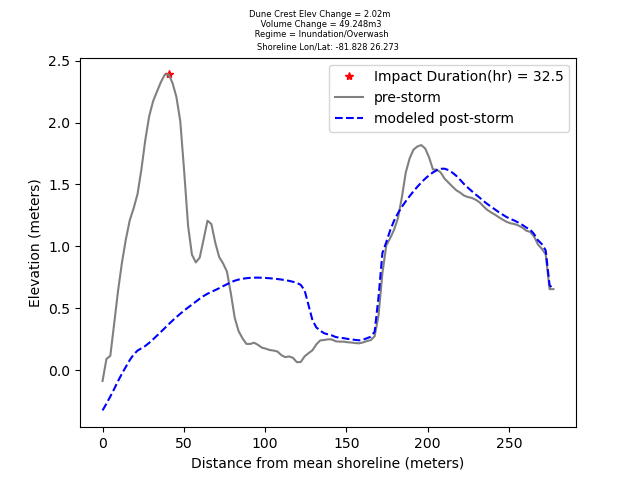 Dune Crest Elev Change = 2.02m
Volume Change = 49.248m3
Regime = Inundation/Overwash
Shoreline Lon/Lat: -81.828 26.273
Impact Duration(hr) = 32.5
pre-storm
modeled post-storm
2.5
2.0
1.5
1.0
0.5
0.0
Elevation (meters)
0 50 100 150 200 250
Distance from mean shoreline (meters)